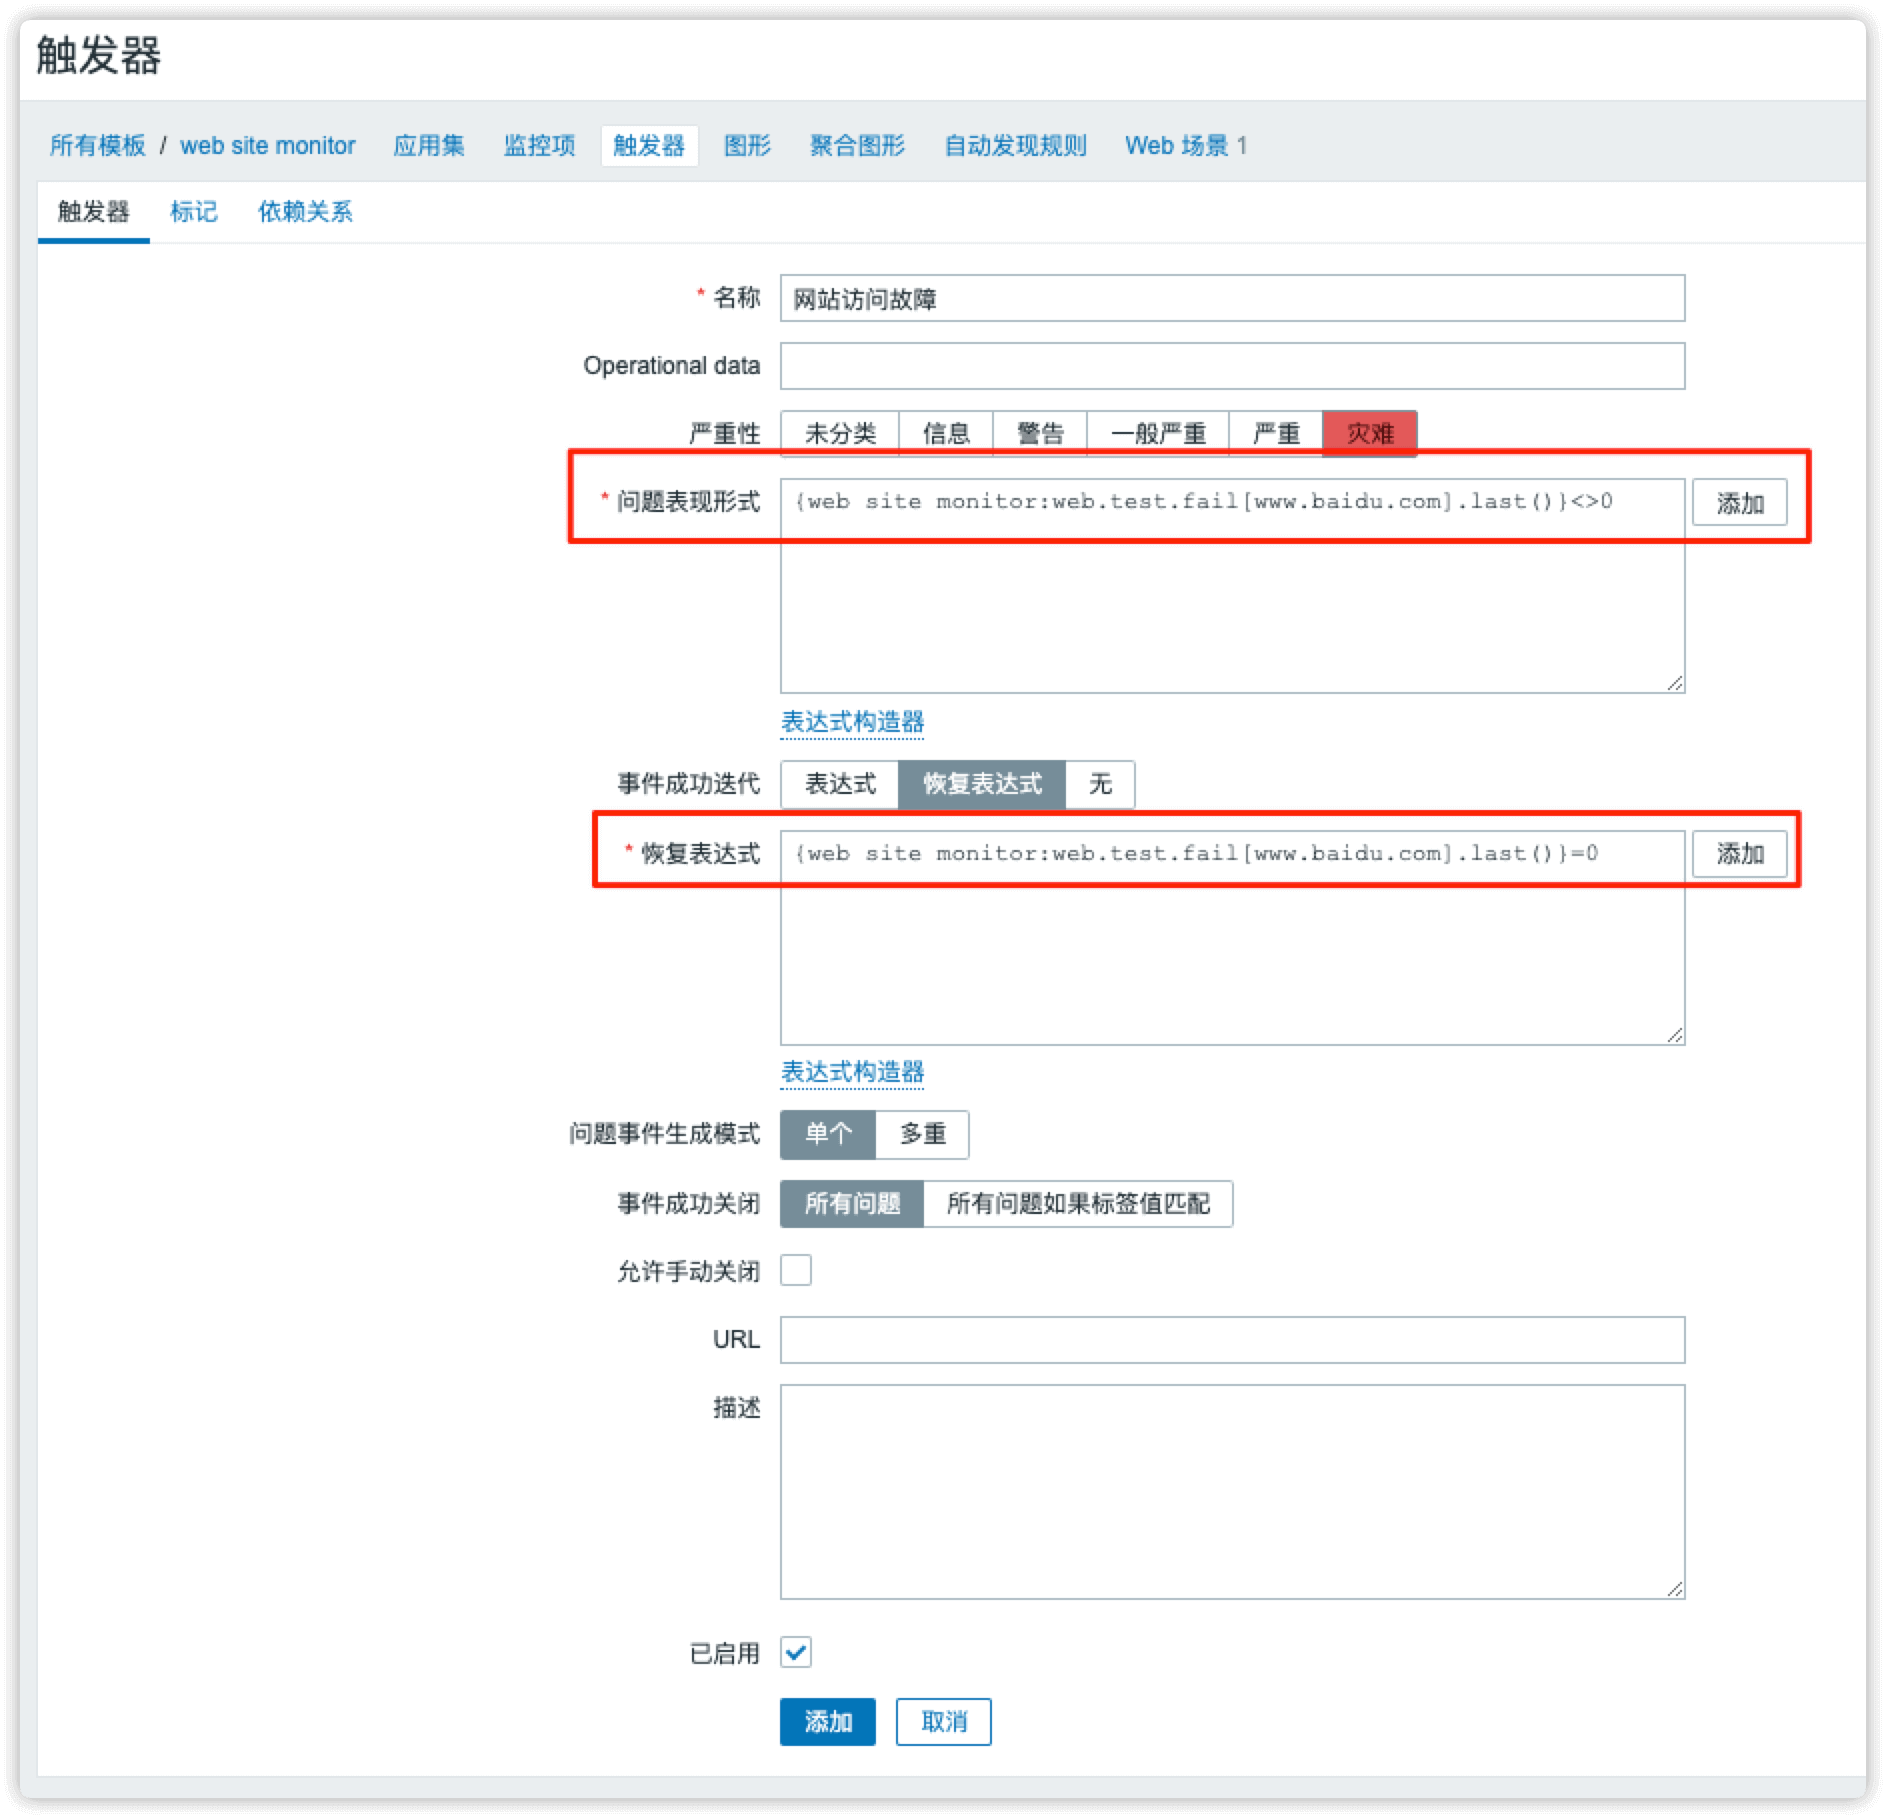 触发器
所有模板 / web site monitor 应用集 监控项 触发器 图形 聚合图形 自动发现规则 Web 场景 1
触发器 标记 依赖关系
* 名称 网站访问故障
Operational data
严重性 未分类 信息 警告 一般严重 严重 灾难
* 问题表现形式 {web site monitor:web.test.fail[www.baidu.com].last()}<>0 添加
表达式构造器
事件成功迭代 表达式 恢复表达式 无
* 恢复表达式 {web site monitor:web.test.fail[www.baidu.com].last()}=0 添加
表达式构造器
问题事件生成模式 单个 多重
事件成功关闭 所有问题 所有问题如果标签值匹配
允许手动关闭
URL
描述
已启用
添加 取消